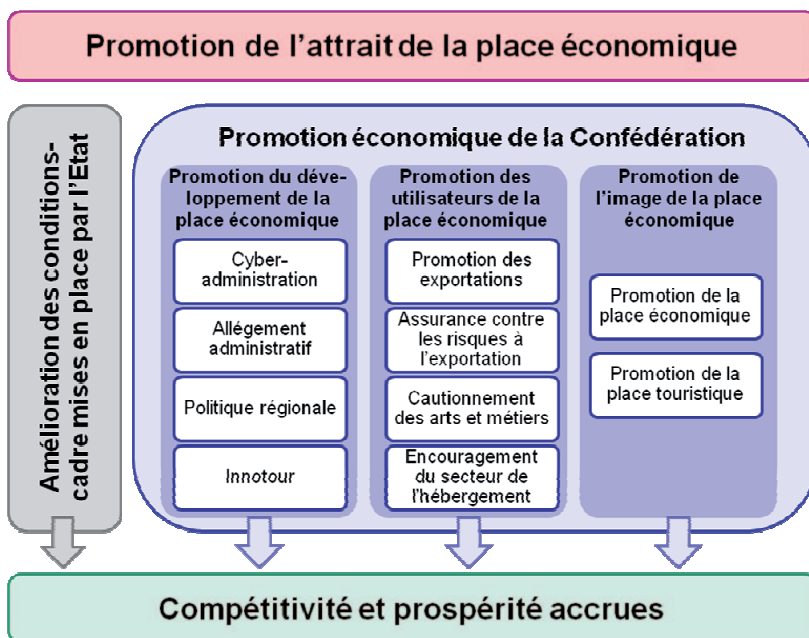 Promotion de l'attrait de la place économique
Amélioration des conditions-
cadre mises en place par l'Etat
Promotion économique de la Confédération
Promotion du déve-
loppement de la
place économique
Cyber-
administration
Allégement
administratif
Politique régionale
Innotour
Promotion des
utilisateurs de la
place économique
Promotion des
exportations
Assurance contre
les risques à
l'exportation
Cautionnement
des arts et métiers
Encouragement
du secteur de
l'hébergement
Promotion de
l'image de la place
économique
Promotion de la
place économique
Promotion de la
place touristique
Compétitivité et prospérité accrues